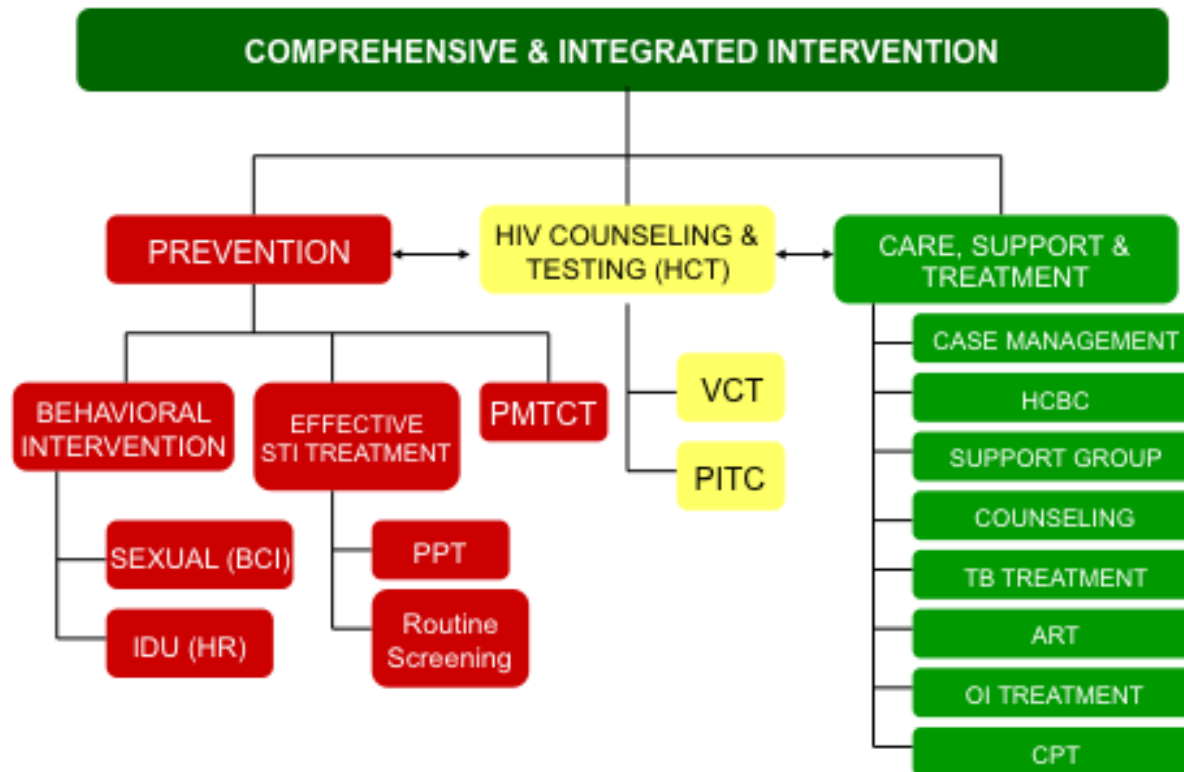 COMPREHENSIVE & INTEGRATED INTERVENTION
PREVENTION
HIV COUNSELING &
TESTING (HCT)
CARE, SUPPORT &
TREATMENT
BEHAVIORAL
INTERVENTION
EFFECTIVE
STI TREATMENT
PMTCT
SEXUAL (BCI)
IDU (HR)
PPT
Routine
Screening
VCT
PITC
CASE MANAGEMENT
HCBC
SUPPORT GROUP
COUNSELING
TB TREATMENT
ART
OI TREATMENT
CPT